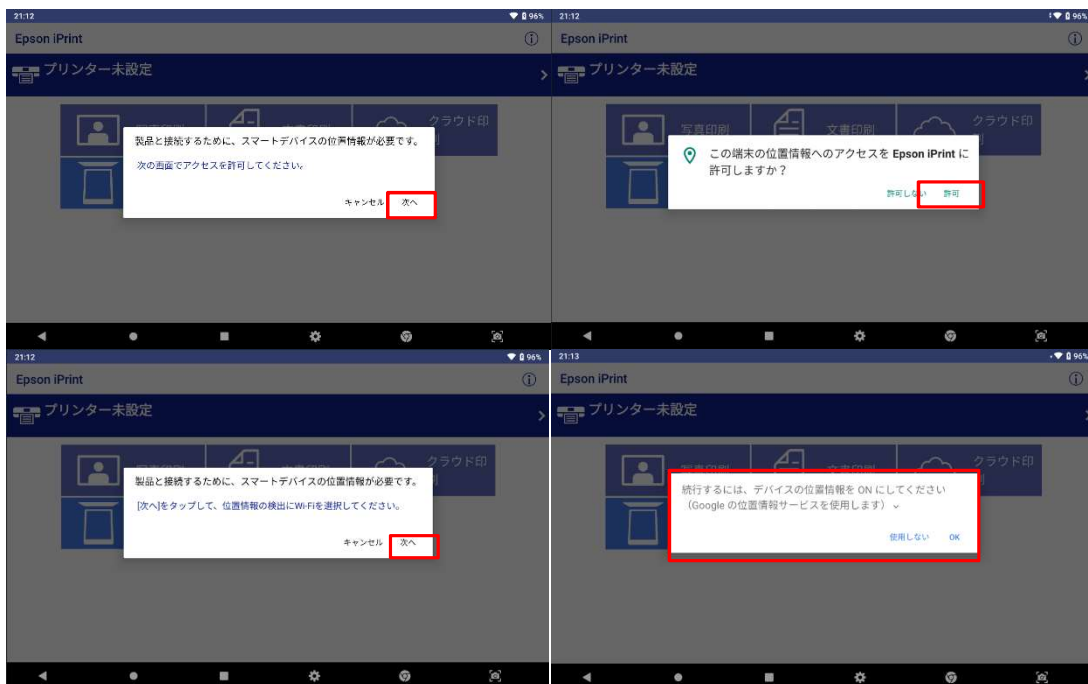 21:12
96%
Epson iPrint
プリンター未設定
写真印刷
クラウド印
製品と接続するために、スマートデバイスの位置情報が必要です。
次の画面でアクセスを許可してください。
キャンセル 次へ
21:12
96%
Epson iPrint
プリンター未設定
写真印刷
文書印刷
クラウド印
刷
この端末の位置情報へのアクセスを Epson iPrint に
許可しますか？
許可しない 許可
21:12
96%
Epson iPrint
プリンター未設定
クラウド印
製品と接続するために、スマートデバイスの位置情報が必要です。
[次へ]をタップして、位置情報の検出にWi-Fiを選択してください。
キャンセル 次へ
21:13
96%
Epson iPrint
プリンター未設定
クラウド印
続行するには、デバイスの位置情報を ON にしてください
（Google の位置情報サービスを使用します）
使用しない OK